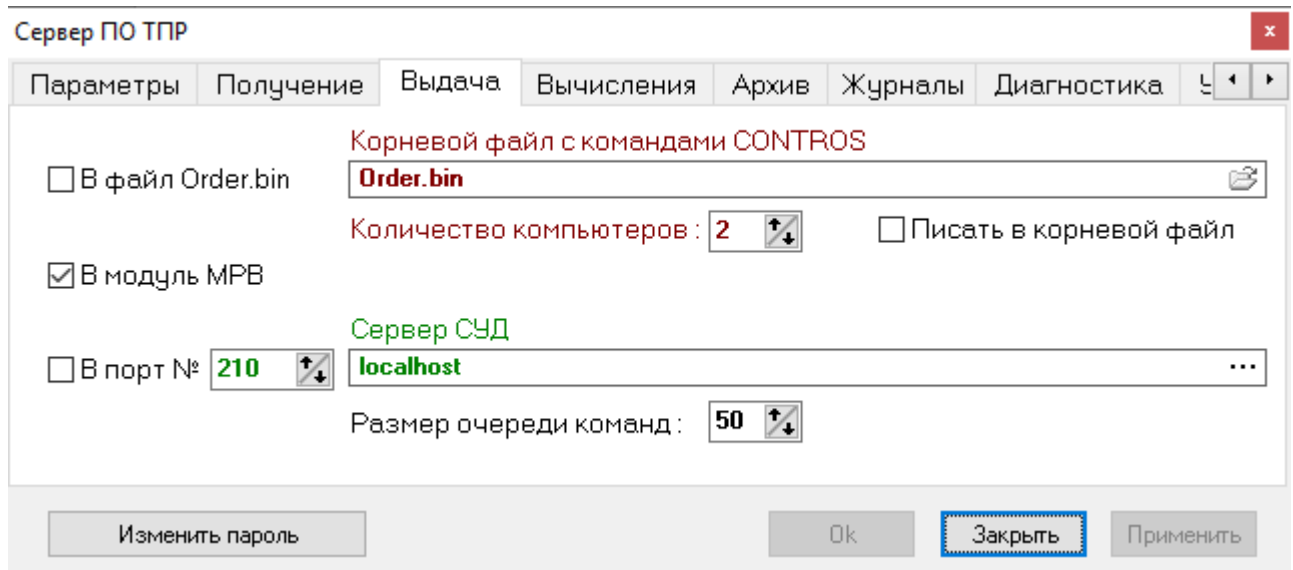 Сервер ПО ТПР
Параметры Получение Выдача Вычисления Архив Журналы Диагностика
Корневой файл с командами CONTROS
В файл Order.bin Order.bin
Количество компьютеров : 2 Писать в корневой файл
В модуль МРВ
Сервер СУД
В порт № 210 localhost ...
Размер очереди команд : 50
Изменить пароль Ok Закрыть Применить